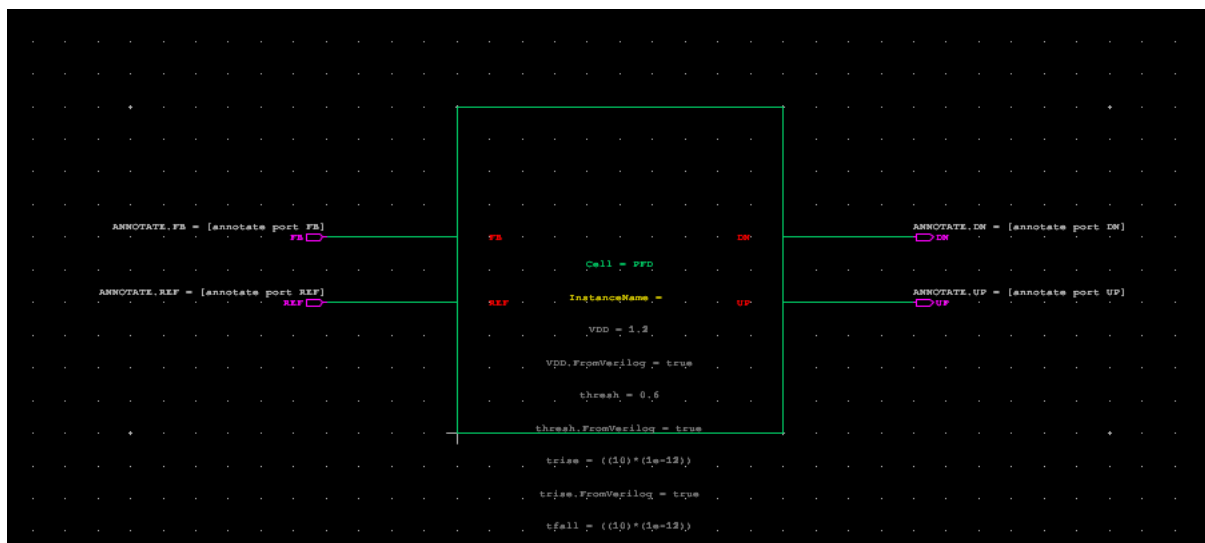 ANNOTATE.FB = [annotate port FB]
FB
ANNOTATE.REF = [annotate port REF]
REF
FB
REF
DN
UP
Cell = PFD
InstanceName =
VDD = 1.2
VDD.FromVerilog = true
thresh = 0.6
thresh.FromVerilog = true
trise = ((10)*(1e-12))
trise.FromVerilog = true
tfall = ((10)*(1e-12))
ANNOTATE.DN = [annotate port DN]
DN
ANNOTATE.UP = [annotate port UP]
UP